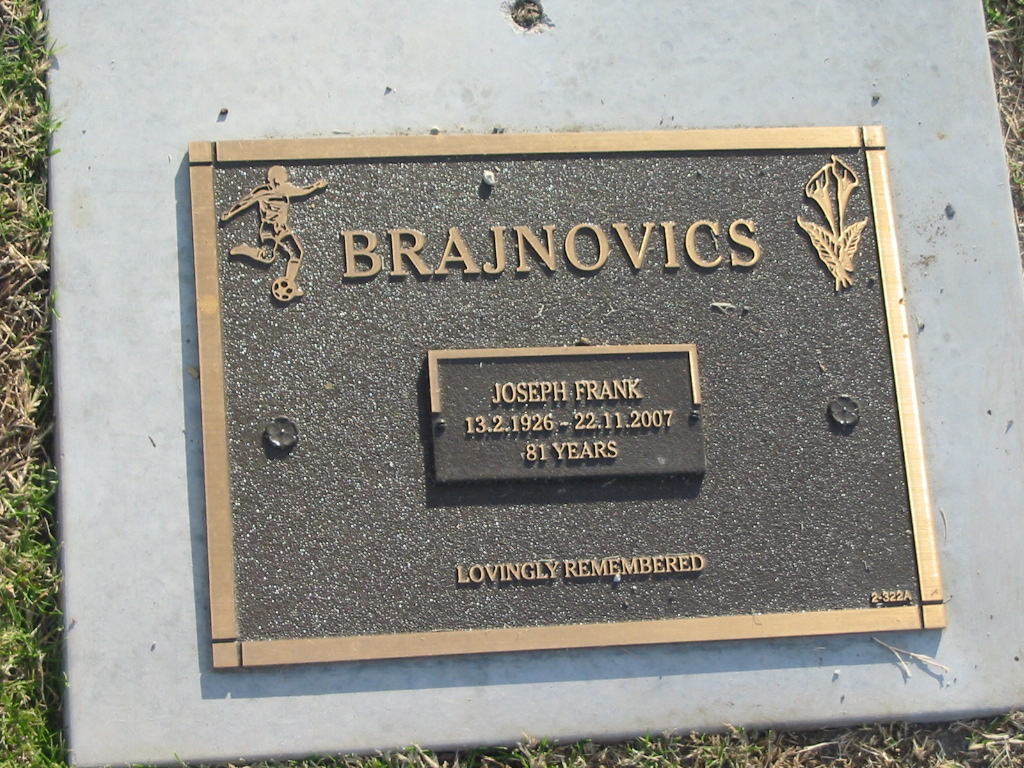 BRAJNOVICS
JOSEPH FRANK
13.2.1926 - 22.11.2007
81 YEARS
LOVINGLY REMEMBERED
2-322A